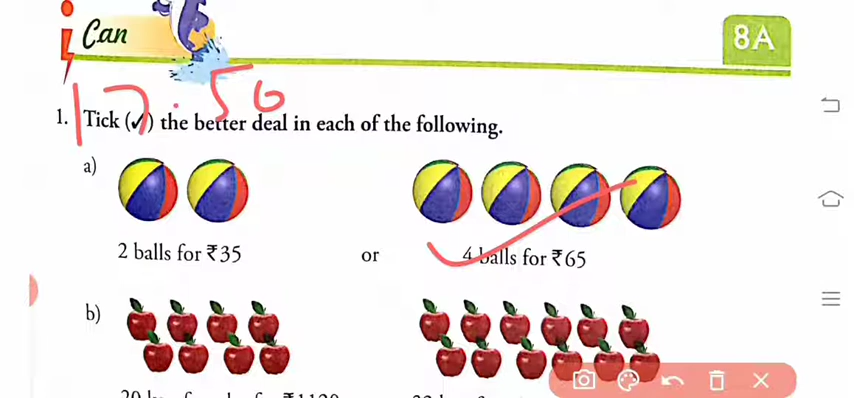 i Can
8A
17.50
1. Tick (✓) the better deal in each of the following.
a)
2 balls for ₹35 or 4 balls for ₹65
b)